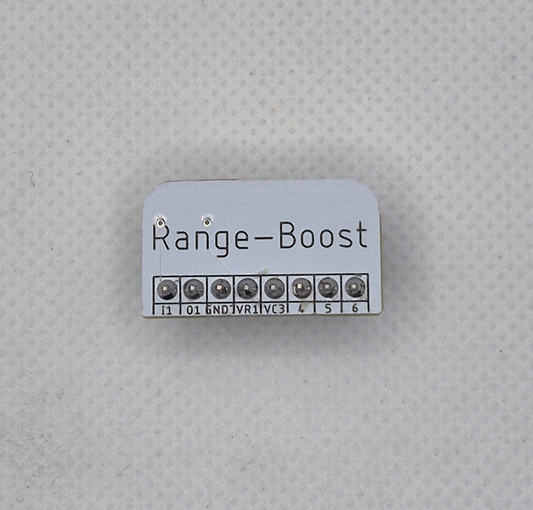 Range-Boost
I1 O1 GND VR1 VC3 4 5 6